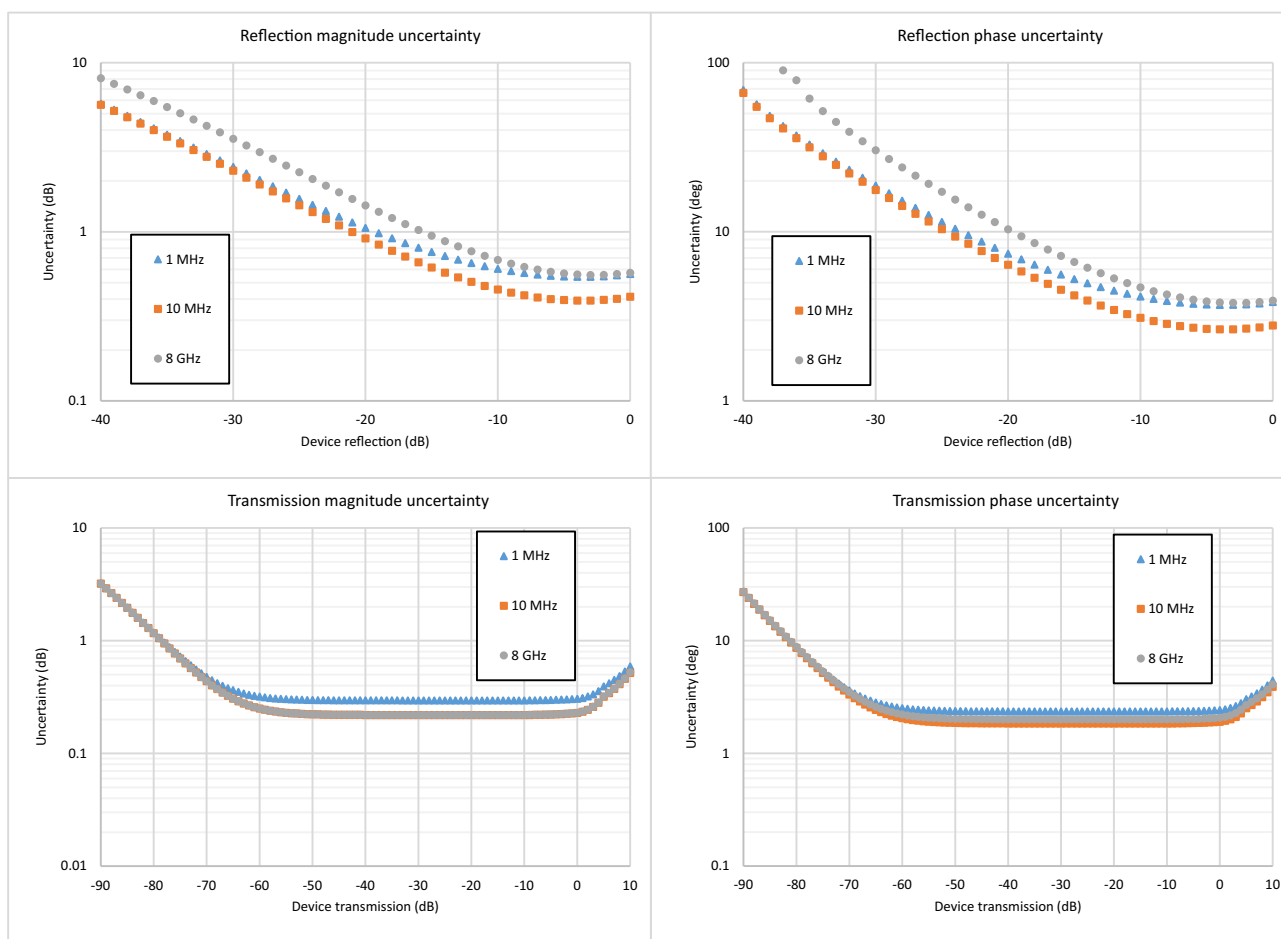 Reflection magnitude uncertainty
10
1
0.1
Uncertainty (dB)
1 MHz
10 MHz
8 GHz
-40 -30 -20 -10 0
Device reflection (dB)
Reflection phase uncertainty
100
10
1
Uncertainty (deg)
1 MHz
10 MHz
8 GHz
-40 -30 -20 -10 0
Device reflection (dB)
Transmission magnitude uncertainty
10
1
0.1
0.01
Uncertainty (dB)
1 MHz
10 MHz
8 GHz
-90 -80 -70 -60 -50 -40 -30 -20 -10 0 10
Device transmission (dB)
Transmission phase uncertainty
100
10
1
0.1
Uncertainty (deg)
1 MHz
10 MHz
8 GHz
-90 -80 -70 -60 -50 -40 -30 -20 -10 0 10
Device transmission (dB)